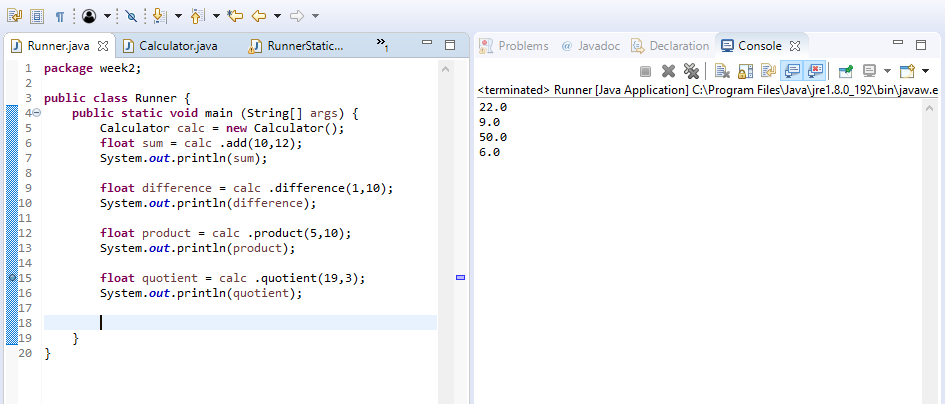 Runner.java
Calculator.java
RunnerStatic...
»1
1 package week2;
2
3 public class Runner {
4 public static void main (String[] args) {
5 Calculator calc = new Calculator();
6 float sum = calc .add(10,12);
7 System.out.println(sum);
8
9 float difference = calc .difference(1,10);
10 System.out.println(difference);
11
12 float product = calc .product(5,10);
13 System.out.println(product);
14
15 float quotient = calc .quotient(19,3);
16 System.out.println(quotient);
17
18
19 }
20 }
Problems @ Javadoc Declaration Console
<terminated> Runner [Java Application] C:\Program Files\Java\jre1.8.0_192\bin\javaw.e
22.0
9.0
50.0
6.0